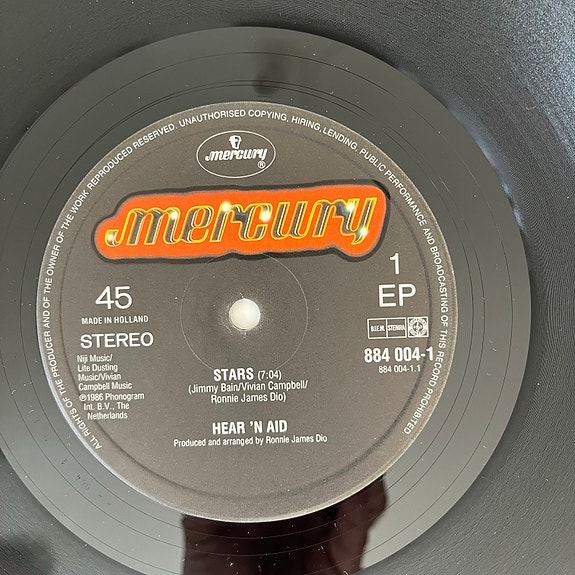 ALL RIGHTS OF THE PRODUCER AND OF THE OWNER OF THE WORK REPRODUCED RESERVED. UNAUTHORISED COPYING, HIRING, LENDING, PUBLIC PERFORMANCE AND BROADCASTING OF THIS RECORD PROHIBITED.
mercury
®
mercury
1
EP
45
MADE IN HOLLAND
STEREO
B.I.E.M. STEMRA
884 004-1
884 004-1.1
Niji Music/
Lite Dusting
Music/Vivian
Campbell Music
℗1986 Phonogram
Int. B.V., The
Netherlands
STARS (7:04)
(Jimmy Bain/Vivian Campbell/
Ronnie James Dio)
HEAR 'N AID
Produced and arranged by Ronnie James Dio